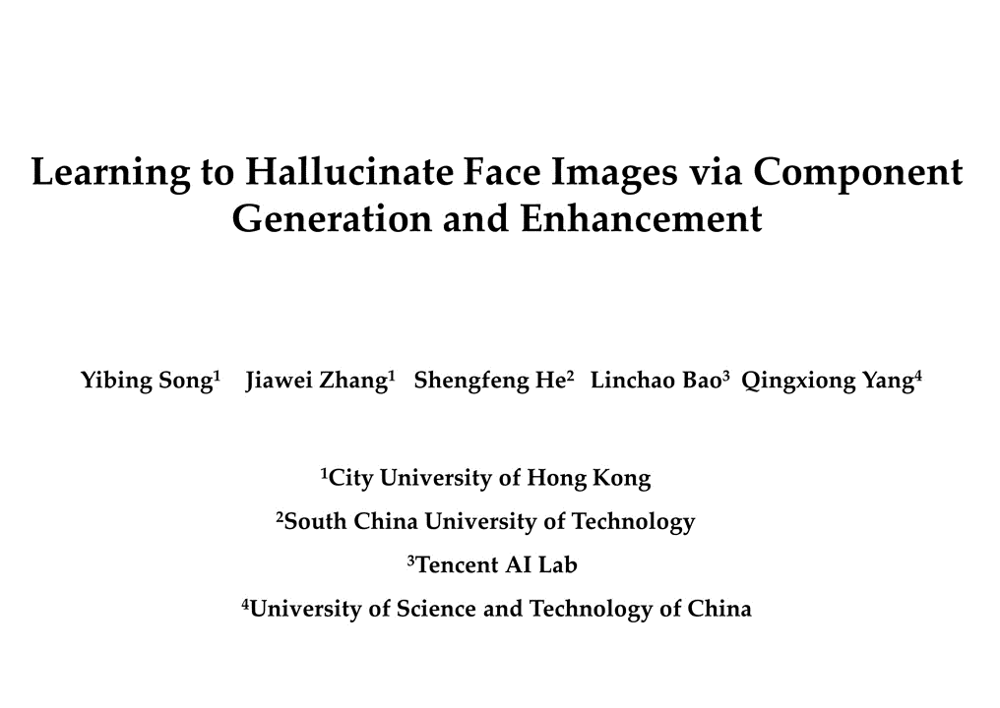 Learning to Hallucinate Face Images via Component
Generation and Enhancement
Yibing Song¹ Jiawei Zhang¹ Shengfeng He² Linchao Bao³ Qingxiong Yang⁴
¹City University of Hong Kong
²South China University of Technology
³Tencent AI Lab
⁴University of Science and Technology of China